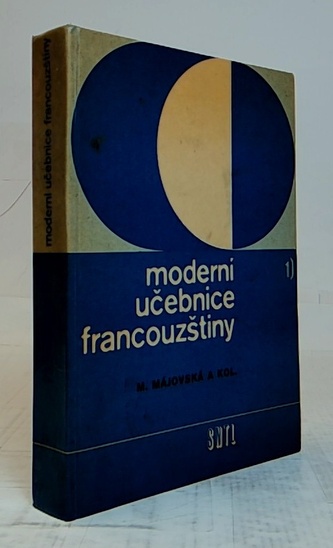 moderní učebnice francouzštiny
moderní
učebnice
francouzštiny
1)
M. MÁJOVSKÁ A KOL.
SNTL